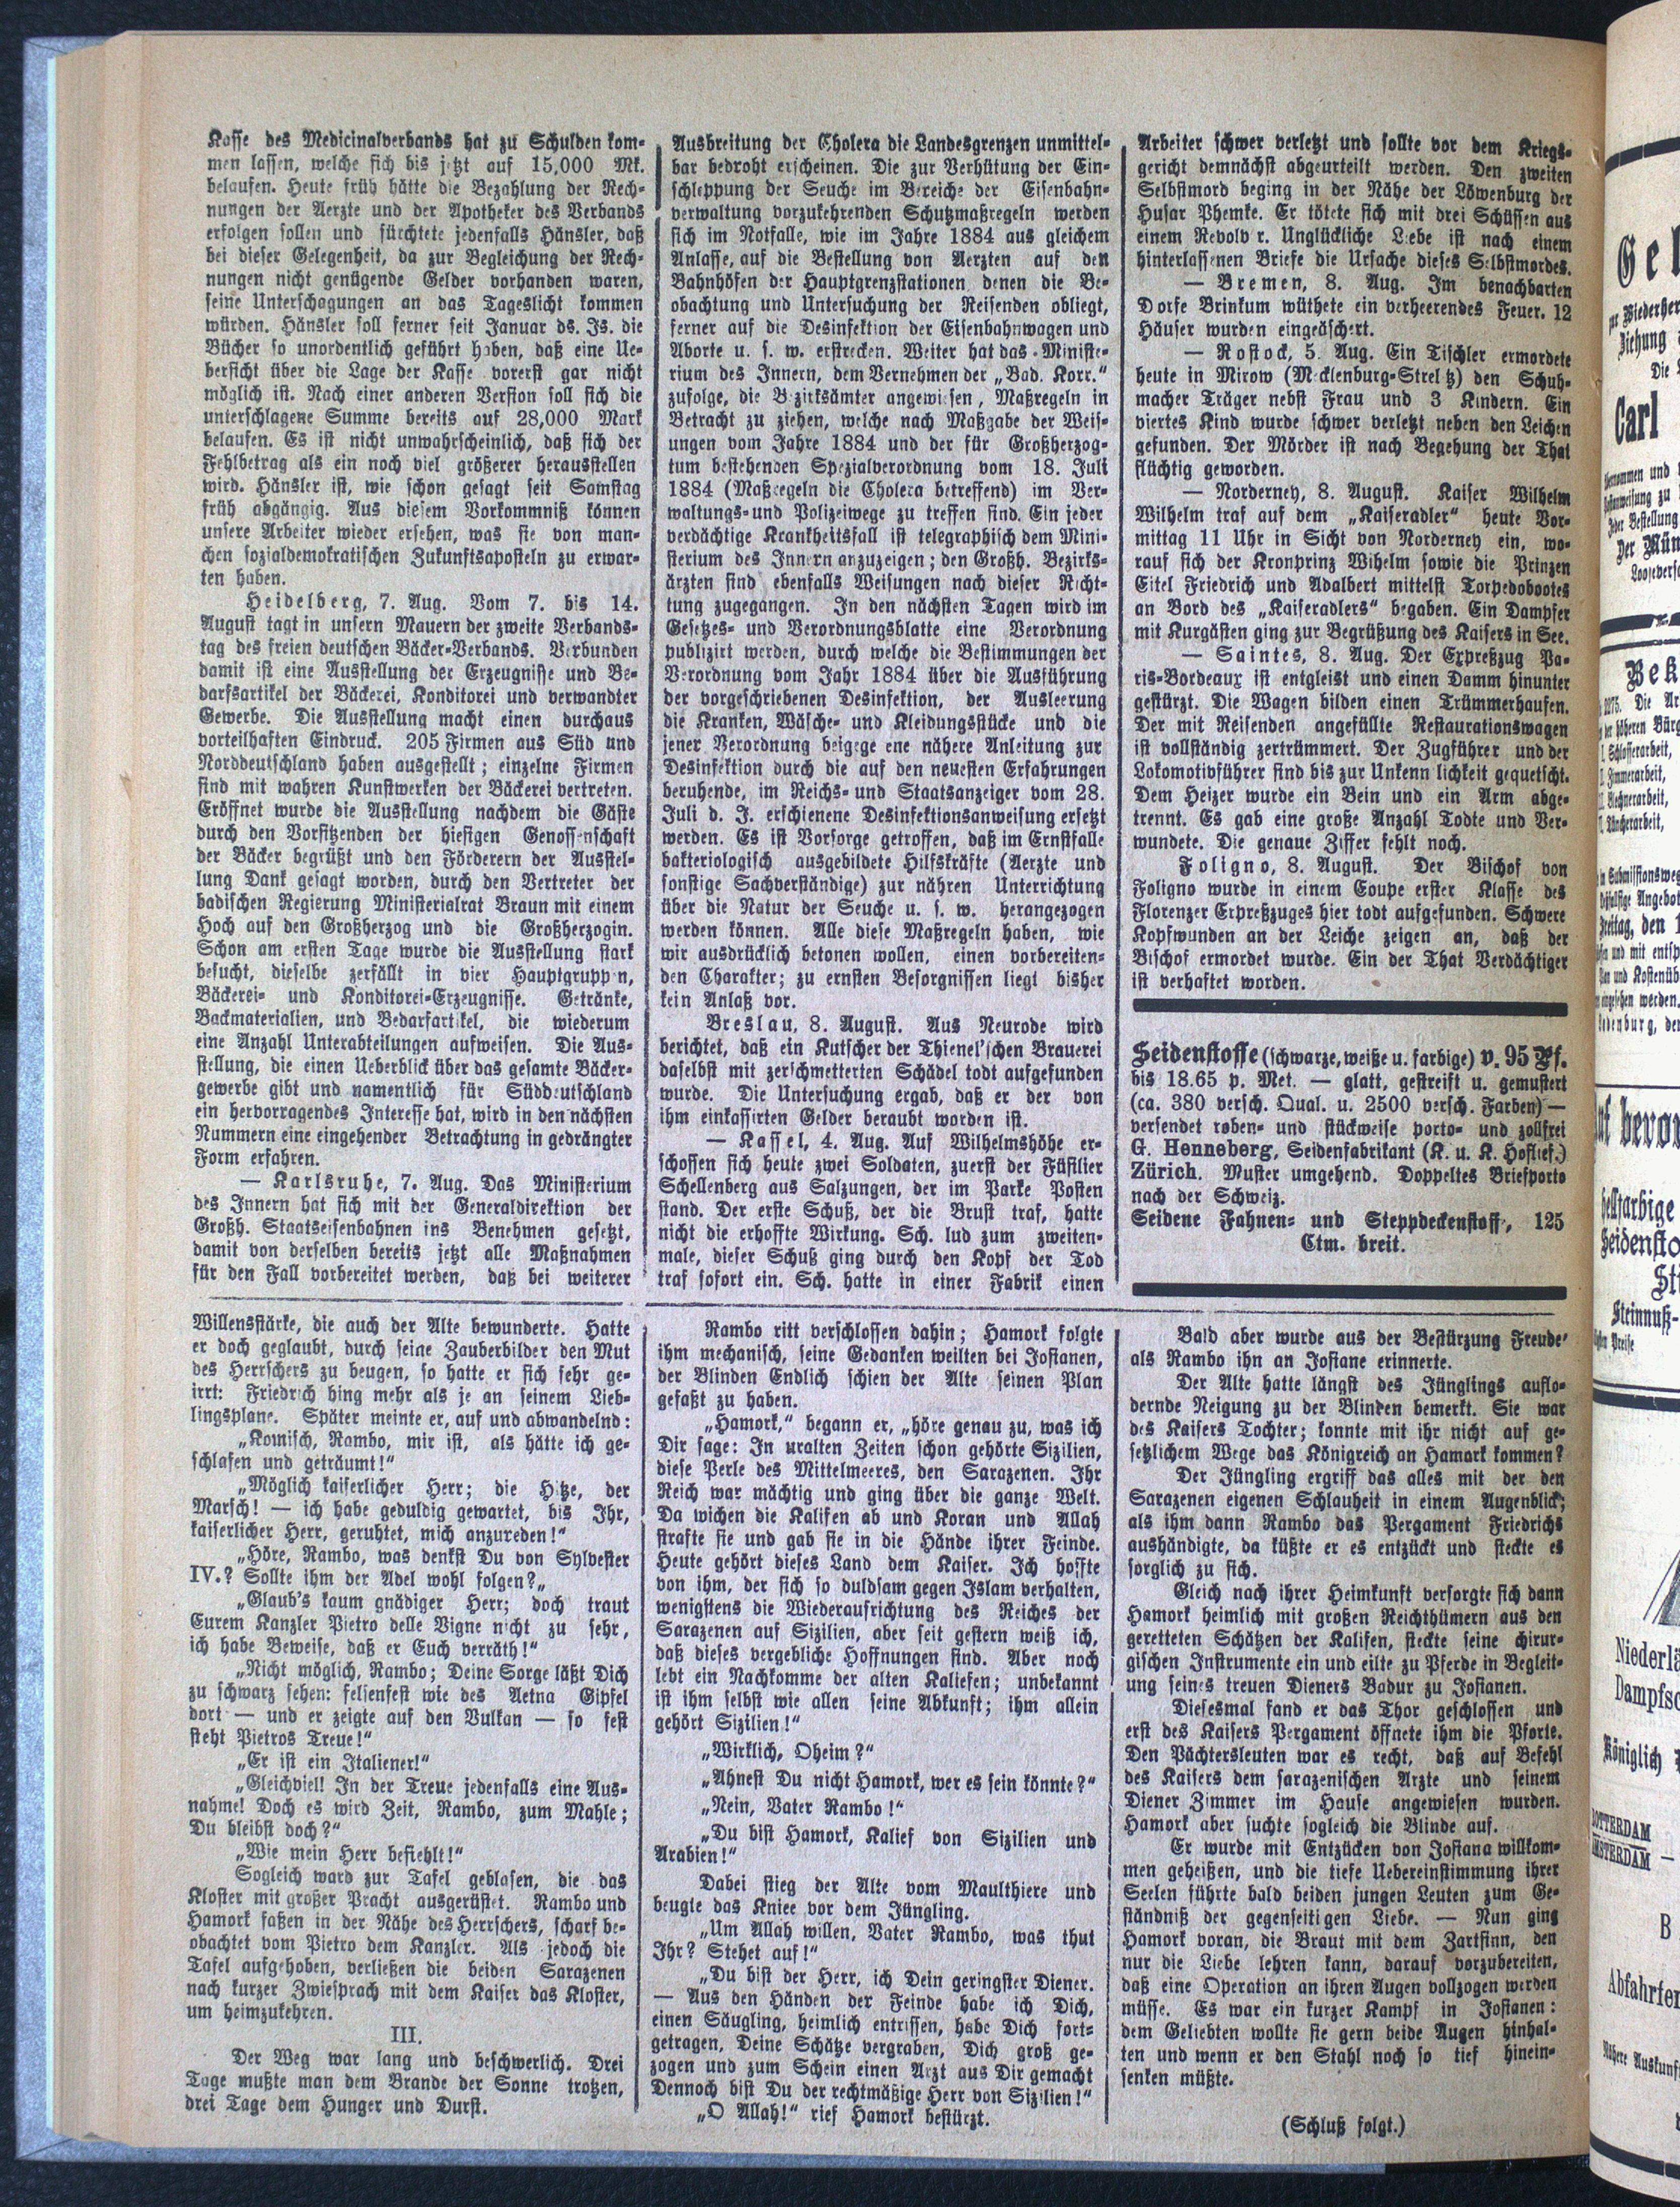 Kasse des Medicinalverbands hat zu Schulden kom-
men lassen, welche sich bis jetzt auf 15,000 Mk.
belaufen. Heute früh hätte die Bezahlung der Rech-
nungen der Aerzte und der Apotheker des Verbands
erfolgen sollen und fürchtete jedenfalls Hänsler, daß
bei dieser Gelegenheit, da zur Begleichung der Rech-
nungen nicht genügende Gelder vorhanden waren,
seine Unterschagungen an das Tageslicht kommen
würden. Hänsler soll ferner seit Januar ds. Js. die
Bücher so unordentlich geführt haben, daß eine Ue-
bersicht über die Lage der Kasse vorerst gar nicht
möglich ist. Nach einer anderen Version soll sich die
unterschlagene Summe bereits auf 28,000 Mark
belaufen. Es ist nicht unwahrscheinlich, daß sich der
Fehlbetrag als ein noch viel größerer herausstellen
wird. Hänsler ist, wie schon gesagt seit Samstag
früh abgängig. Aus diesem Vorkommniß können
unsere Arbeiter wieder ersehen, was sie von man-
chen sozialdemokratischen Zukunftsaposteln zu erwar-
ten haben.
Heidelberg, 7. Aug. Vom 7. bis 14.
August tagt in unsern Mauern der zweite Verbands-
tag des freien deutschen Bäcker-Verbands. Verbunden
damit ist eine Ausstellung der Erzeugnisse und Be-
darfsartikel der Bäckerei, Konditorei und verwandter
Gewerbe. Die Ausstellung macht einen durchaus
vorteilhaften Eindruck. 205 Firmen aus Süd und
Norddeutschland haben ausgestellt; einzelne Firmen
sind mit wahren Kunstwerken der Bäckerei vertreten.
Eröffnet wurde die Ausstellung nachdem die Gäste
durch den Vorsitzenden der hiesigen Genossenschaft
der Bäcker begrüßt und den Förderern der Ausstel-
lung Dank gesagt worden, durch den Vertreter der
badischen Regierung Ministerialrat Braun mit einem
Hoch auf den Großherzog und die Großherzogin.
Schon am ersten Tage wurde die Ausstellung stark
besucht, dieselbe zerfällt in vier Hauptgrupp n,
Bäckerei- und Konditorei-Erzeugnisse. Getränke,
Backmaterialien, und Bedarfartikel, die wiederum
eine Anzahl Unterabteilungen aufweisen. Die Aus-
stellung, die einen Ueberblick über das gesamte Bäcker-
gewerbe gibt und namentlich für Süddeutschland
ein hervorragendes Interesse hat, wird in den nächsten
Nummern eine eingehender Betrachtung in gedrängter
Form erfahren.
— Karlsruhe, 7. Aug. Das Ministerium
des Innern hat sich mit der Generaldirektion der
Großh. Staatseisenbahnen ins Benehmen gesetzt,
damit von derselben bereits jetzt alle Maßnahmen
für den Fall vorbereitet werden, daß bei weiterer
Ausbreitung der Cholera die Landesgrenzen unmittel-
bar bedroht erscheinen. Die zur Verhütung der Ein-
schleppung der Seuche im Bereiche der Eisenbahn-
verwaltung vorzukehrenden Schutzmaßregeln werden
sich im Notfalle, wie im Jahre 1884 aus gleichem
Anlasse, auf die Bestellung von Aerzten auf den
Bahnhöfen der Hauptgrenzstationen denen die Be-
obachtung und Untersuchung der Reisenden obliegt,
ferner auf die Desinfektion der Eisenbahnwagen und
Aborte u. s. w. erstrecken. Weiter hat das Ministe-
rium des Innern, dem Vernehmen der „Bad. Korr.“
zufolge, die Bezirksämter angewiesen, Maßregeln in
Betracht zu ziehen, welche nach Maßgabe der Weis-
ungen vom Jahre 1884 und der für Großherzog-
tum bestehenden Spezialverordnung vom 18. Juli
1884 (Maßregeln die Cholera betreffend) im Ver-
waltungs- und Polizeiwege zu treffen sind. Ein jeder
verdächtige Krankheitsfall ist telegraphisch dem Mini-
sterium des Innern anzuzeigen; den Großh. Bezirks-
ärzten sind ebenfalls Weisungen nach dieser Richt-
tung zugegangen. In den nächsten Tagen wird im
Gesetzes- und Verordnungsblatte eine Verordnung
publizirt werden, durch welche die Bestimmungen der
Verordnung vom Jahr 1884 über die Ausführung
der vorgeschriebenen Desinfektion, der Ausleerung
die Kranken, Wäsche- und Kleidungsstücke und die
jener Verordnung beigege ene nähere Anleitung zur
Desinfektion durch die auf den neuesten Erfahrungen
beruhende, im Reichs- und Staatsanzeiger vom 28.
Juli d. J. erschienene Desinfektionsanweisung ersetzt
werden. Es ist Vorsorge getroffen, daß im Ernstfalle
bakteriologisch ausgebildete Hilfskräfte (Aerzte und
sonstige Sachverständige) zur nähren Unterrichtung
über die Natur der Seuche u. s. w. herangezogen
werden können. Alle diese Maßregeln haben, wie
wir ausdrücklich betonen wollen, einen vorbereiten-
den Charakter; zu ernsten Besorgnissen liegt bisher
kein Anlaß vor.
Breslau, 8. August. Aus Neurode wird
berichtet, daß ein Kutscher der Thienel'schen Brauerei
daselbst mit zerschmetterten Schädel todt aufgefunden
wurde. Die Untersuchung ergab, daß er der von
ihm einkassirten Gelder beraubt worden ist.
— Kassel, 4. Aug. Auf Wilhelmshöhe er-
schossen sich heute zwei Soldaten, zuerst der Füsilier
Schellenberg aus Salzungen, der im Parke Posten
stand. Der erste Schuß, der die Brust traf, hatte
nicht die erhoffte Wirkung. Sch. lud zum zweiten-
male, dieser Schuß ging durch den Kopf der Tod
traf sofort ein. Sch. hatte in einer Fabrik einen
Arbeiter schwer verletzt und sollte vor dem Kriegs-
gericht demnächst abgeurteilt werden. Den zweiten
Selbstmord beging in der Nähe der Löwenburg der
Husar Phemke. Er tötete sich mit drei Schüssen aus
einem Revolv r. Unglückliche Liebe ist nach einem
hinterlassenen Briefe die Ursache dieses Selbstmordes.
— Bremen, 8. Aug. Im benachbarten
Dorfe Brinkum wüthete ein verheerendes Feuer. 12
Häuser wurden eingeäschert.
— Rostock, 5. Aug. Ein Tischler ermordete
heute in Mirow (Mecklenburg-Strelitz) den Schuh-
macher Träger nebst Frau und 3 Kindern. Ein
viertes Kind wurde schwer verletzt neben den Leichen
gefunden. Der Mörder ist nach Begehung der That
flüchtig geworden.
— Norderney, 8. August. Kaiser Wilhelm
Wilhelm traf auf dem „Kaiseradler“ heute Vor-
mittag 11 Uhr in Sicht von Norderney ein, wo-
rauf sich der Kronprinz Wihelm sowie die Prinzen
Eitel Friedrich und Adalbert mittelst Torpedobootes
an Bord des „Kaiseradlers“ begaben. Ein Dampfer
mit Kurgästen ging zur Begrüßung des Kaisers in See.
— Saintes, 8. Aug. Der Expreßzug Pa-
ris-Bordeaux ist entgleist und einen Damm hinunter
gestürzt. Die Wagen bilden einen Trümmerhaufen.
Der mit Reisenden angefüllte Restaurationswagen
ist vollständig zertrümmert. Der Zugführer und der
Lokomotivführer sind bis zur Unkenn lichkeit gequetscht.
Dem Heizer wurde ein Bein und ein Arm abge-
trennt. Es gab eine große Anzahl Todte und Ver-
wundete. Die genaue Ziffer fehlt noch.
Foligno, 8. August. Der Bischof von
Foligno wurde in einem Coupe erster Klasse des
Florenzer Expreßzuges hier todt aufgefunden. Schwere
Kopfwunden an der Leiche zeigen an, daß der
Bischof ermordet wurde. Ein der That Verdächtiger
ist verhaftet worden.
Seidenstoffe (schwarze, weiße u. farbige) v. 95 Pf.
bis 18.65 p. Met. — glatt, gestreift u. gemustert
(ca. 380 versch. Qual. u. 2500 versch. Farben) —
versendet roben- und stückweise porto- und zollfrei
G. Henneberg, Seidenfabrikant (K. u. K. Hoflief.)
Zürich. Muster umgehend. Doppeltes Briefporto
nach der Schweiz.
Seidene Fahnen- und Steppdeckenstoff, 125
Ctm. breit.
Willensstärke, die auch der Alte bewunderte. Hatte
er doch geglaubt, durch seine Zauberbilder den Mut
des Herrschers zu beugen, so hatte er sich sehr ge-
irrt: Friedrich hing mehr als je an seinem Lieb-
lingsplane. Später meinte er, auf und abwandelnd:
„Komisch, Rambo, mir ist, als hätte ich ge-
schlafen und geträumt!“
„Möglich kaiserlicher Herr; die Hitze, der
Marsch! — ich habe geduldig gewartet, bis Ihr,
kaiserlicher Herr, geruhtet, mich anzureden!“
„Höre, Rambo, was denkst Du von Sylvester
IV.? Sollte ihm der Adel wohl folgen?„
„Glaub's kaum gnädiger Herr; doch traut
Eurem Kanzler Pietro delle Vigne nicht zu sehr,
ich habe Beweise, daß er Euch verräth!“
„Nicht möglich, Rambo; Deine Sorge läßt Dich
zu schwarz sehen: felsenfest wie des Aetna Gipfel
dort — und er zeigte auf den Vulkan — so fest
steht Pietros Treue!“
„Er ist ein Italiener!“
„Gleichviel! In der Treue jedenfalls eine Aus-
nahme! Doch es wird Zeit, Rambo, zum Mahle;
Du bleibst doch?“
„Wie mein Herr befiehlt!“
Sogleich ward zur Tafel geblasen, die das
Kloster mit großer Pracht ausgerüstet. Rambo und
Hamork saßen in der Nähe des Herrschers, scharf be-
obachtet vom Pietro dem Kanzler. Als jedoch die
Tafel aufgehoben, verließen die beiden Sarazenen
nach kurzer Zwiesprach mit dem Kaiser das Kloster,
um heimzukehren.
III.
Der Weg war lang und beschwerlich. Drei
Tage mußte man dem Brande der Sonne trotzen,
drei Tage dem Hunger und Durst.
Rambo ritt verschlossen dahin; Hamork folgte
ihm mechanisch, seine Gedanken weilten bei Jostanen,
der Blinden Endlich schien der Alte seinen Plan
gefaßt zu haben.
„Hamork,“ begann er, „höre genau zu, was ich
Dir sage: In uralten Zeiten schon gehörte Sizilien,
diese Perle des Mittelmeeres, den Sarazenen. Ihr
Reich war mächtig und ging über die ganze Welt.
Da wichen die Kalifen ab und Koran und Allah
strafte sie und gab sie in die Hände ihrer Feinde.
Heute gehört dieses Land dem Kaiser. Ich hoffte
von ihm, der sich so duldsam gegen Islam verhalten,
wenigstens die Wiederaufrichtung des Reiches der
Sarazenen auf Sizilien, aber seit gestern weiß ich,
daß dieses vergebliche Hoffnungen sind. Aber noch
lebt ein Nachkomme der alten Kaliefen; unbekannt
ist ihm selbst wie allen seine Abkunft; ihm allein
gehört Sizilien!“
„Wirklich, Oheim?“
„Ahnest Du nicht Hamork, wer es sein könnte?“
„Nein, Vater Rambo!“
„Du bist Hamork, Kalief von Sizilien und
Arabien!“
Dabei stieg der Alte vom Maulthiere und
beugte das Kniee vor dem Jüngling.
„Um Allah willen, Vater Rambo, was thut
Ihr? Stehet auf!“
„Du bist der Herr, ich Dein geringster Diener.
— Aus den Händen der Feinde habe ich Dich,
einen Säugling, heimlich entrissen, habe Dich fort-
getragen, Deine Schätze vergraben, Dich groß ge-
zogen und zum Schein einen Arzt aus Dir gemacht
Dennoch bist Du der rechtmäßige Herr von Sizilien!“
„O Allah!“ rief Hamork bestürzt.
Bald aber wurde aus der Bestürzung Freude'
als Rambo ihn an Jostane erinnerte.
Der Alte hatte längst des Jünglings auflo-
dernde Neigung zu der Blinden bemerkt. Sie war
des Kaisers Tochter; konnte mit ihr nicht auf ge-
setzlichem Wege das Königreich an Hamark kommen?
Der Jüngling ergriff das alles mit der den
Sarazenen eigenen Schlauheit in einem Augenblick;
als ihm dann Rambo das Pergament Friedrichs
aushändigte, da küßte er es entzückt und steckte es
sorglich zu sich.
Gleich nach ihrer Heimkunft versorgte sich dann
Hamork heimlich mit großen Reichthümern aus den
geretteten Schätzen der Kalifen, steckte seine chirur-
gischen Instrumente ein und eilte zu Pferde in Begleit-
ung seines treuen Dieners Badur zu Jostanen.
Diesesmal fand er das Thor geschlossen und
erst des Kaisers Pergament öffnete ihm die Pforte.
Den Pächtersleuten war es recht, daß auf Befehl
des Kaisers dem sarazenischen Arzte und seinem
Diener Zimmer im Hause angewiesen wurden.
Hamork aber suchte sogleich die Blinde auf.
Er wurde mit Entzücken von Jostana willkom-
men geheißen, und die tiefe Uebereinstimmung ihrer
Seelen führte bald beiden jungen Leuten zum Ge-
ständniß der gegenseitigen Liebe. — Nun ging
Hamork voran, die Braut mit dem Zartsinn, den
nur die Liebe lehren kann, darauf vorzubereiten,
daß eine Operation an ihren Augen vollzogen werden
müsse. Es war ein kurzer Kampf in Jostanen:
dem Geliebten wollte sie gern beide Augen hinhal-
ten und wenn er den Stahl noch so tief hinein-
senken müßte.
(Schluß folgt.)
Carl
Niederlä
Dampfsc
Königlich
ROTTERDAM
AMSTERDAM
B
Abfahrten